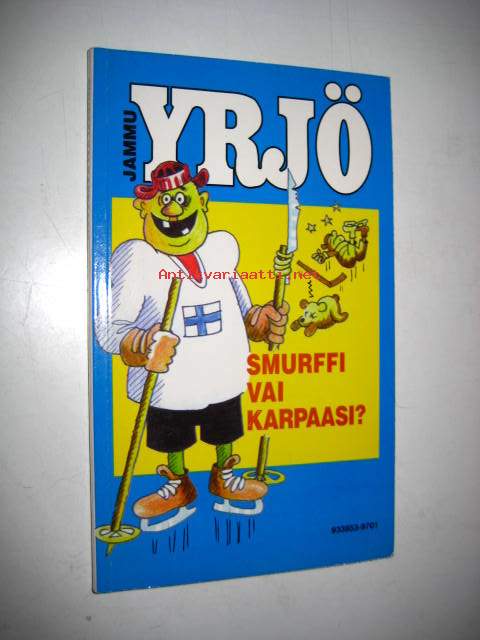 JAMMU
YRJÖ
Antikvariaatti.net
SMURFFI
VAI
KARPAASI?
933853-9701